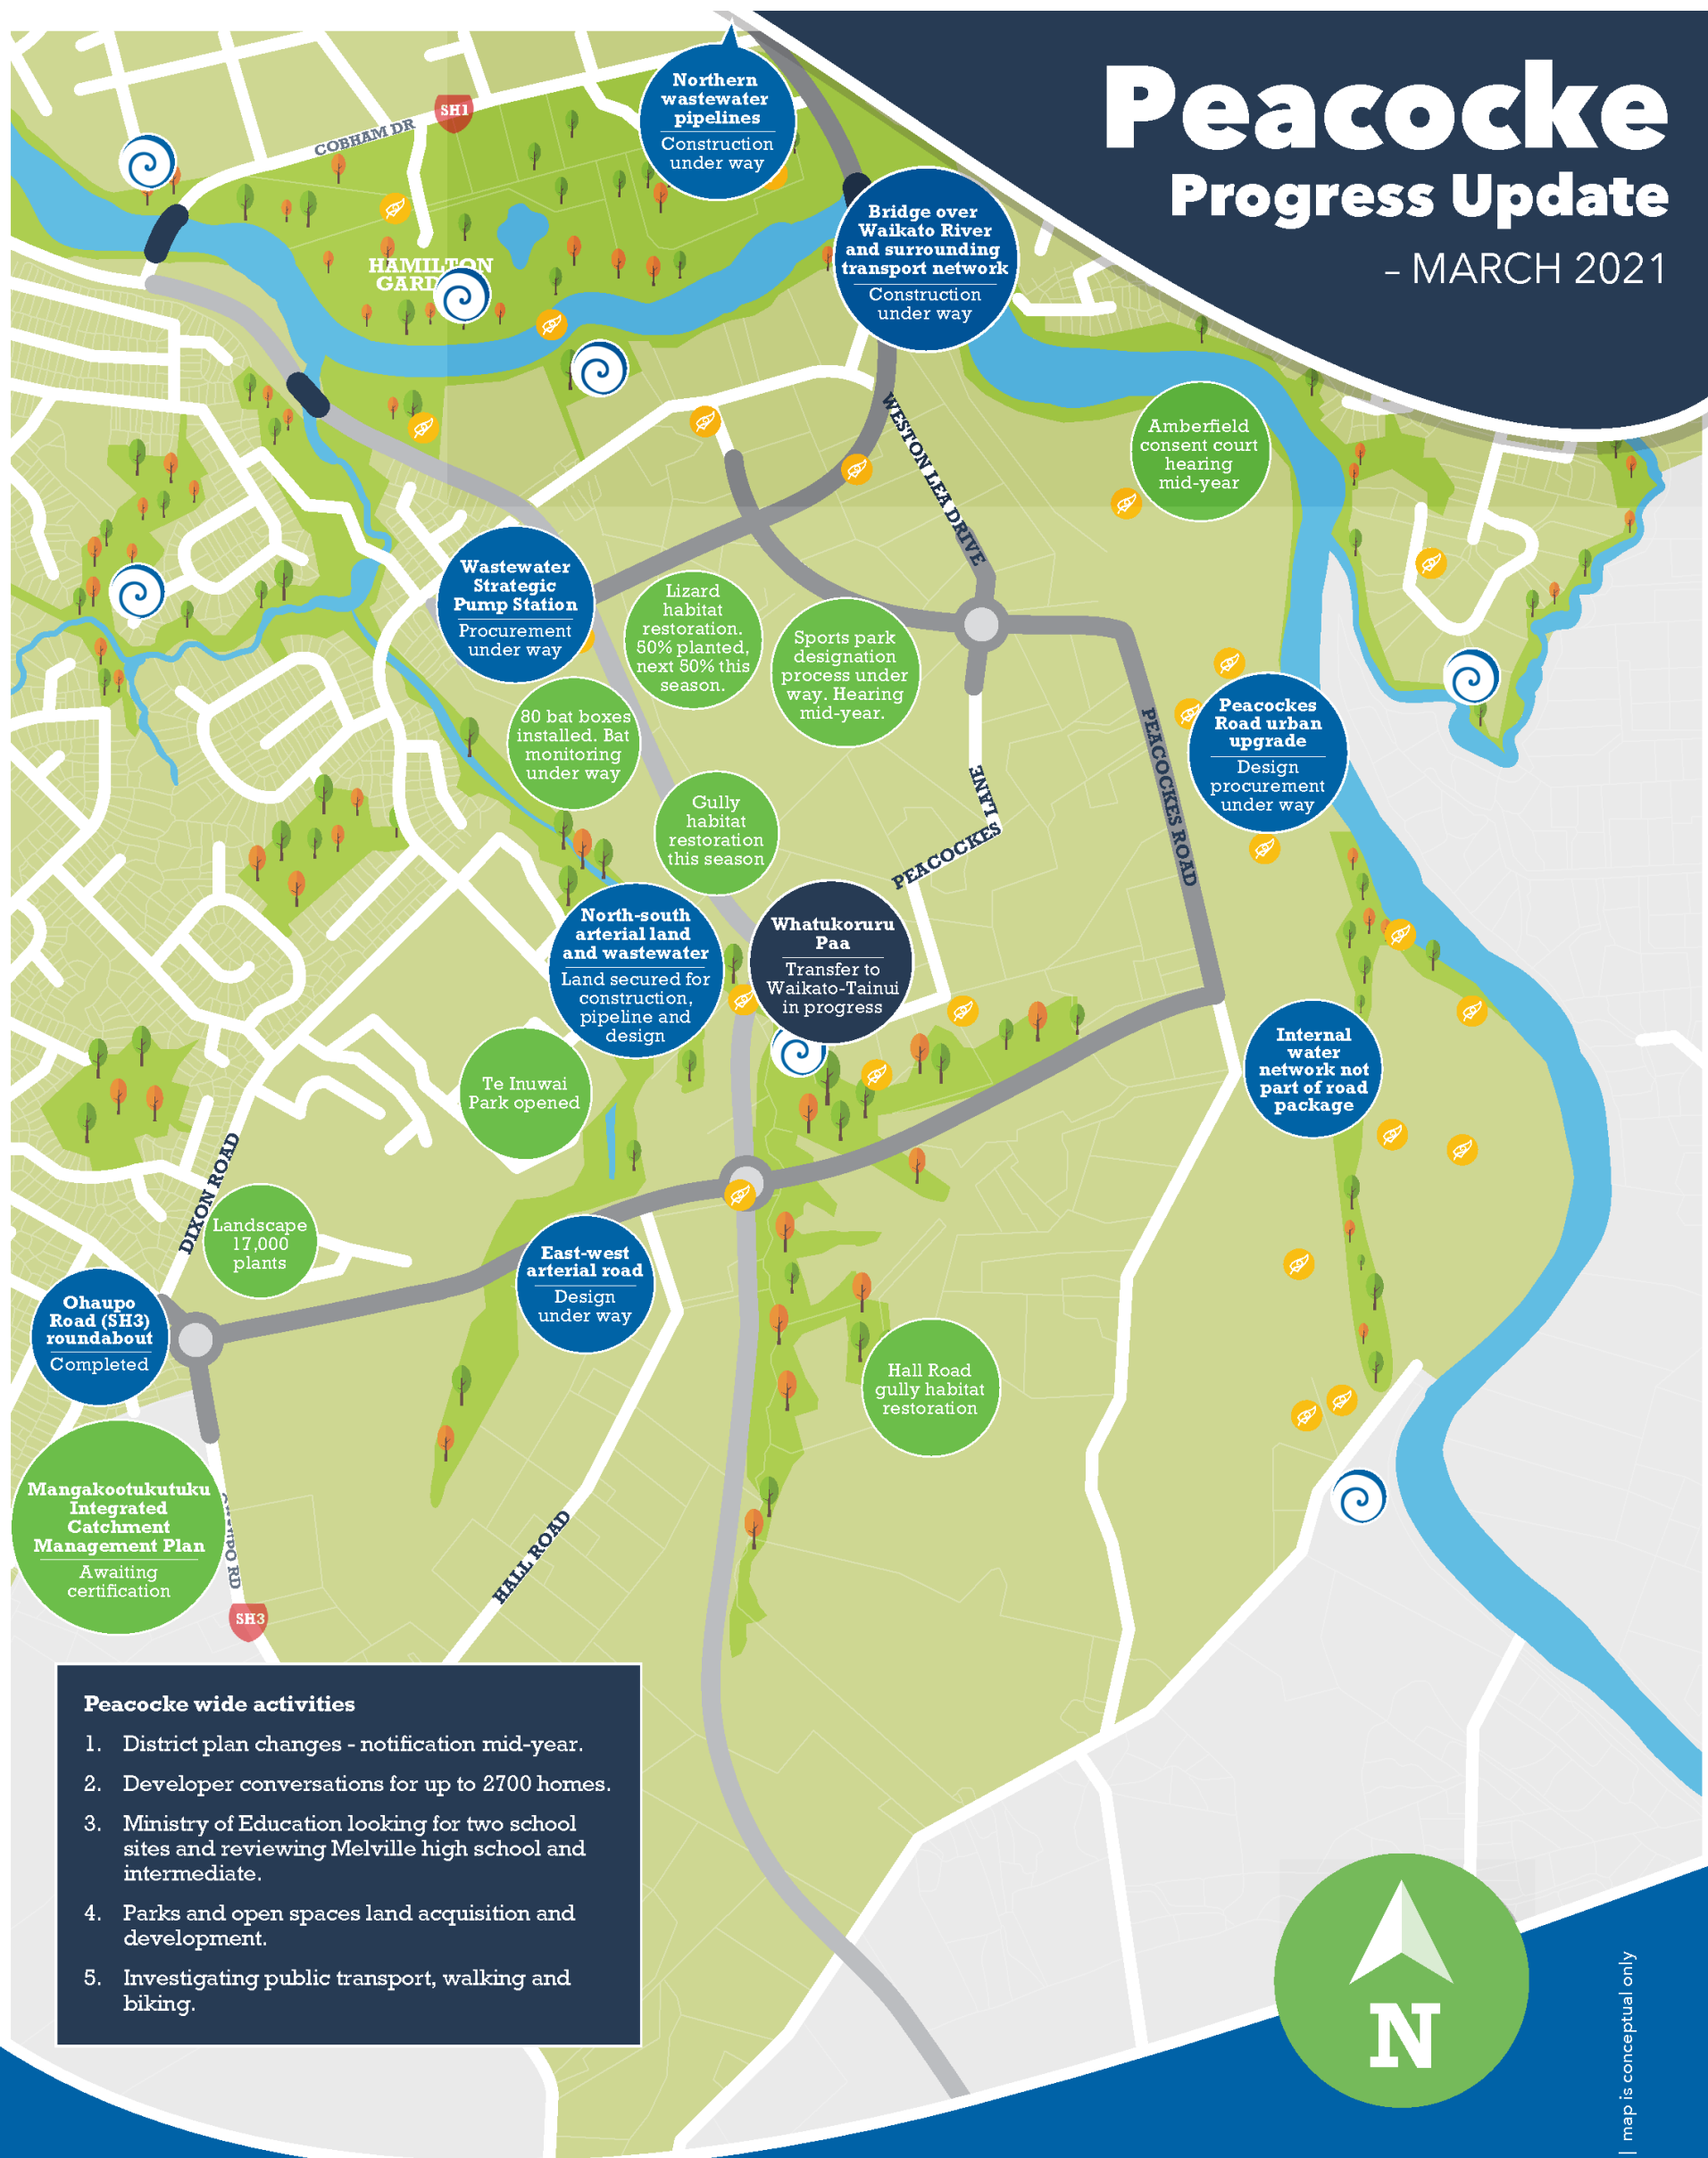 Peacocke
Progress Update
– MARCH 2021
Northern
wastewater
pipelines
Construction
under way
SH1
COBHAM DR
Bridge over
Waikato River
and surrounding
transport network
Construction
under way
HAMILTON
GARD
WESTON LEA DRIVE
Amberfield
consent court
hearing
mid-year
Wastewater
Strategic
Pump Station
Procurement
under way
Lizard
habitat
restoration.
50% planted,
next 50% this
season.
Sports park
designation
process under
way. Hearing
mid-year.
80 bat boxes
installed. Bat
monitoring
under way
Peacockes
Road urban
upgrade
Design
procurement
under way
PEACOCKES ROAD
Gully
habitat
restoration
this season
PEACOCKES
LANE
North-south
arterial land
and wastewater
Land secured for
construction,
pipeline and
design
Whatukoruru
Paa
Transfer to
Waikato-Tainui
in progress
Internal
water
network not
part of road
package
Te Inuwai
Park opened
DIXON ROAD
Landscape
17,000
plants
East-west
arterial road
Design
under way
Ohaupo
Road (SH3)
roundabout
Completed
Hall Road
gully habitat
restoration
Mangakootukutuku
Integrated
Catchment
Management Plan
Awaiting
certification
RD
SH3
HALL ROAD
Peacocke wide activities
1. District plan changes - notification mid-year.
2. Developer conversations for up to 2700 homes.
3. Ministry of Education looking for two school
sites and reviewing Melville high school and
intermediate.
4. Parks and open spaces land acquisition and
development.
5. Investigating public transport, walking and
biking.
N
|| map is conceptual only